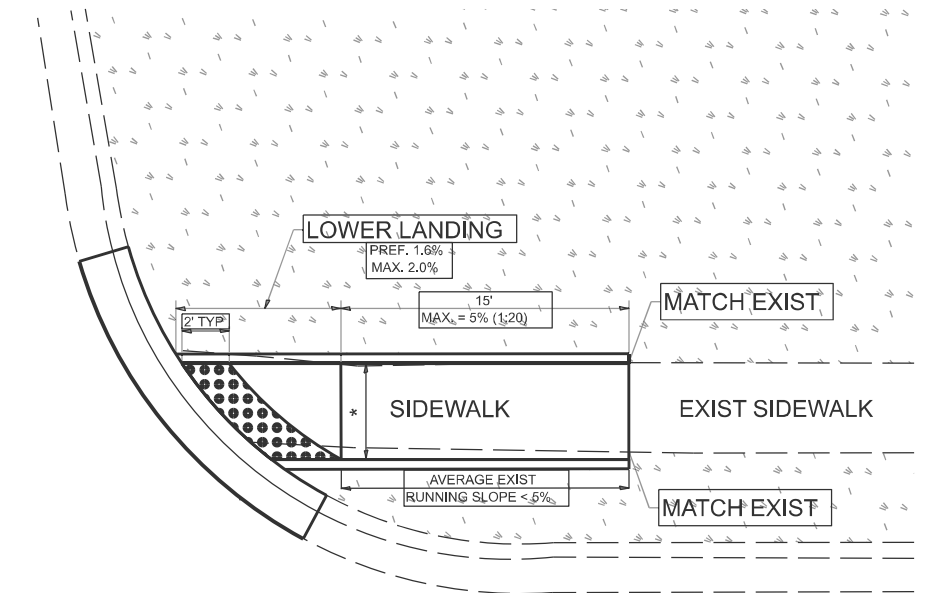 LOWER LANDING
PREF. 1.6%
MAX. 2.0%
15'
MAX. = 5% (1:20)
2' TYP
MATCH EXIST
*
SIDEWALK
EXIST SIDEWALK
AVERAGE EXIST
RUNNING SLOPE < 5%
MATCH EXIST